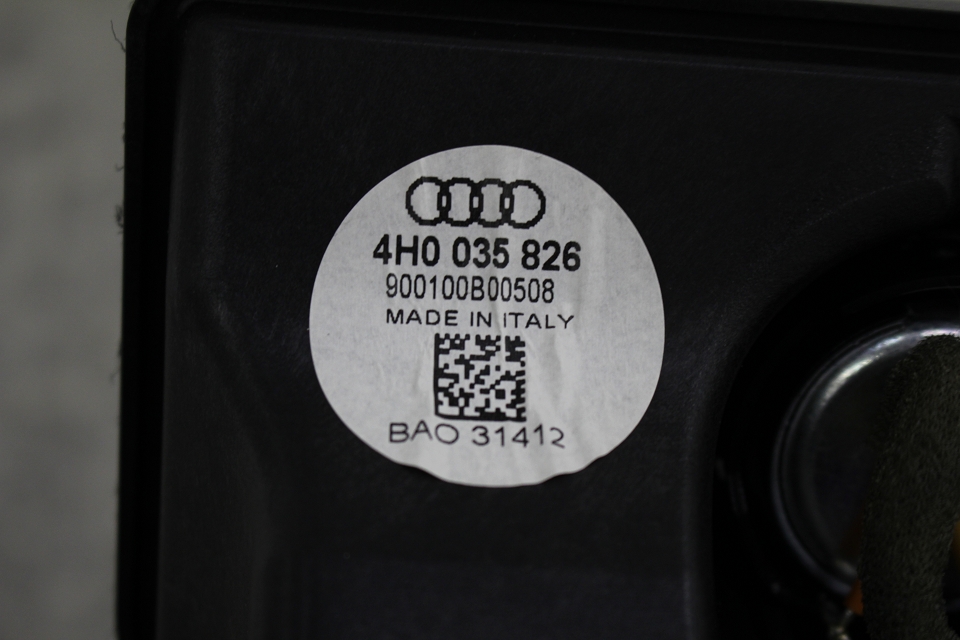 4H0 035 826
900100B00508
MADE IN ITALY
BAO 31412